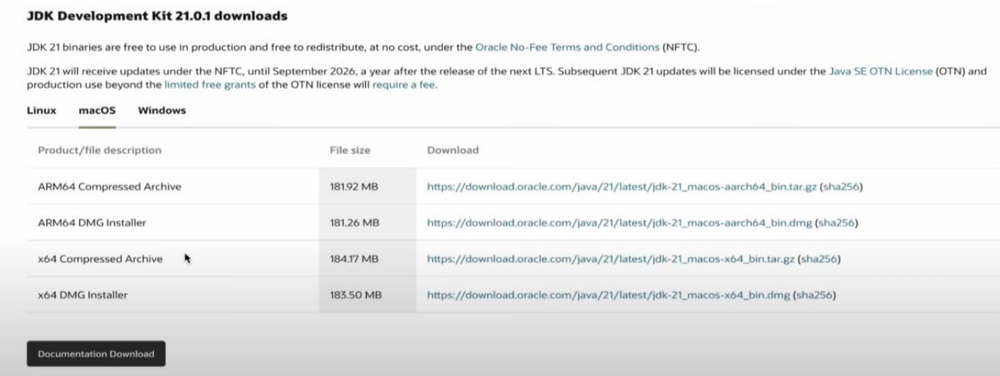 JDK Development Kit 21.0.1 downloads
JDK 21 binaries are free to use in production and free to redistribute, at no cost, under the Oracle No-Fee Terms and Conditions (NFTC).
JDK 21 will receive updates under the NFTC, until September 2026, a year after the release of the next LTS. Subsequent JDK 21 updates will be licensed under the Java SE OTN License (OTN) and
production use beyond the limited free grants of the OTN license will require a fee.
Linux macOS Windows
Product/file description File size Download
ARM64 Compressed Archive 181.92 MB https://download.oracle.com/java/21/latest/jdk-21_macos-aarch64_bin.tar.gz (sha256)
ARM64 DMG Installer 181.26 MB https://download.oracle.com/java/21/latest/jdk-21_macos-aarch64_bin.dmg (sha256)
x64 Compressed Archive 184.17 MB https://download.oracle.com/java/21/latest/jdk-21_macos-x64_bin.tar.gz (sha256)
x64 DMG Installer 183.50 MB https://download.oracle.com/java/21/latest/jdk-21_macos-x64_bin.dmg (sha256)
Documentation Download